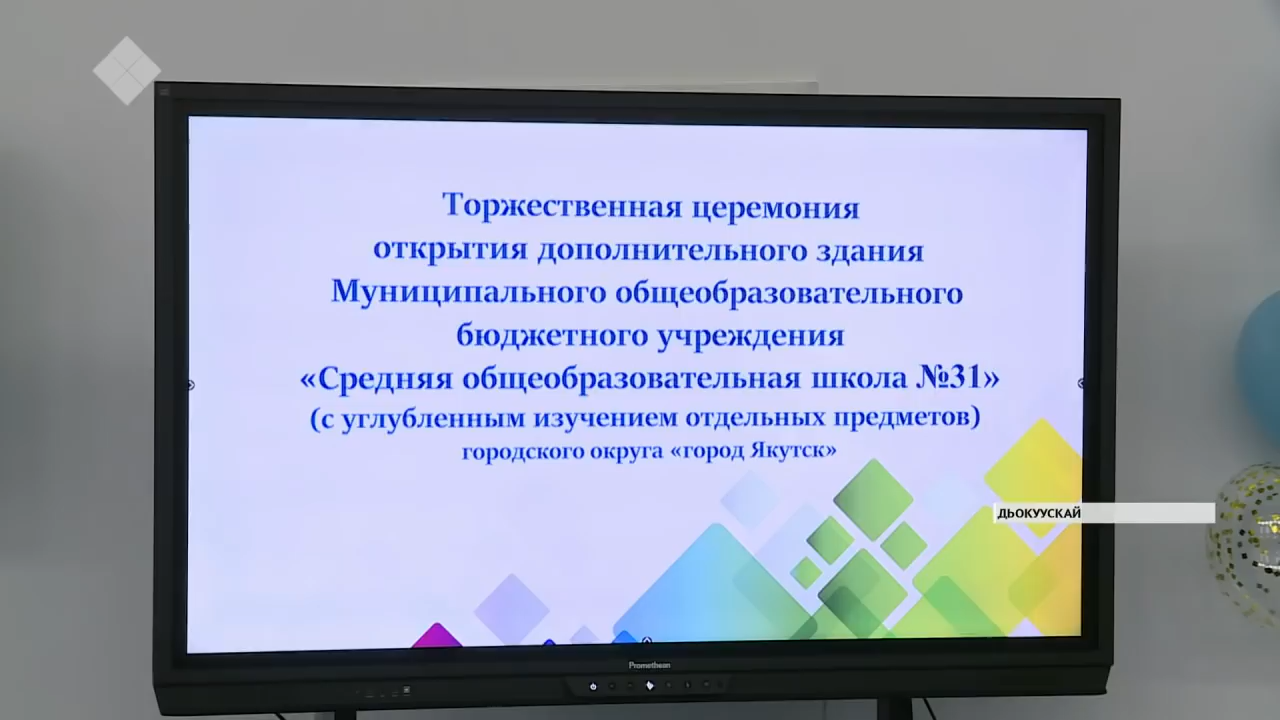 Торжественная церемония
открытия дополнительного здания
Муниципального общеобразовательного
бюджетного учреждения
«Средняя общеобразовательная школа №31»
(с углубленным изучением отдельных предметов)
городского округа «город Якутск»
ДЬОКУУСКАЙ
Promethean